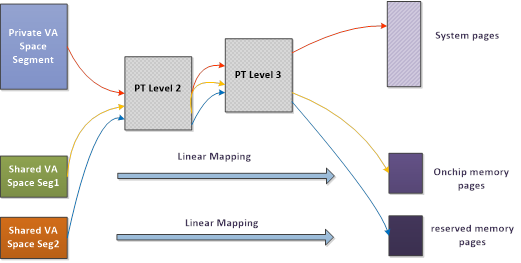 Private VA
Space
Segment
PT Level 2
PT Level 3
System pages
Shared VA
Space Seg1
Linear Mapping
Onchip memory
pages
Shared VA
Space Seg2
Linear Mapping
reserved memory
pages